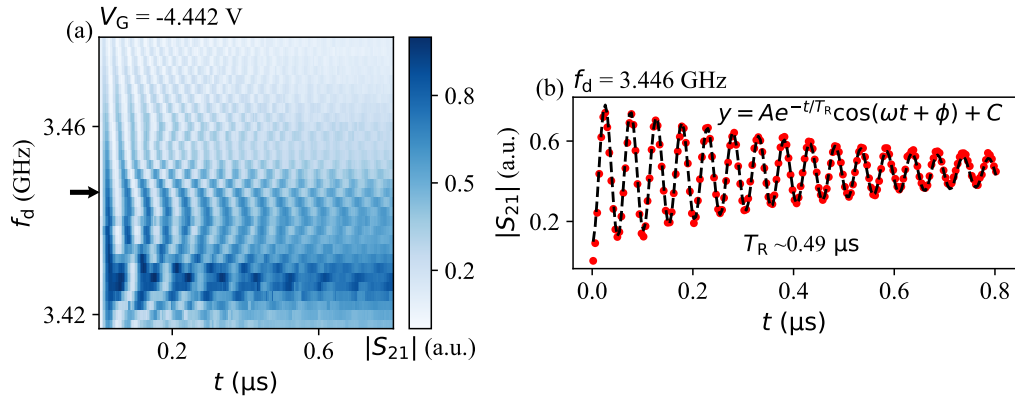 (a) V_G = -4.442 V
3.46
3.42
f_d (GHz)
0.2
0.6
t (µs)
0.8
0.5
0.2
|S_21| (a.u.)
(b) f_d = 3.446 GHz
y = Ae^{-t/T_R}cos(ωt + ϕ) + C
0.6
0.2
|S_21| (a.u.)
T_R ~0.49 µs
0.0
0.2
0.4
0.6
0.8
t (µs)